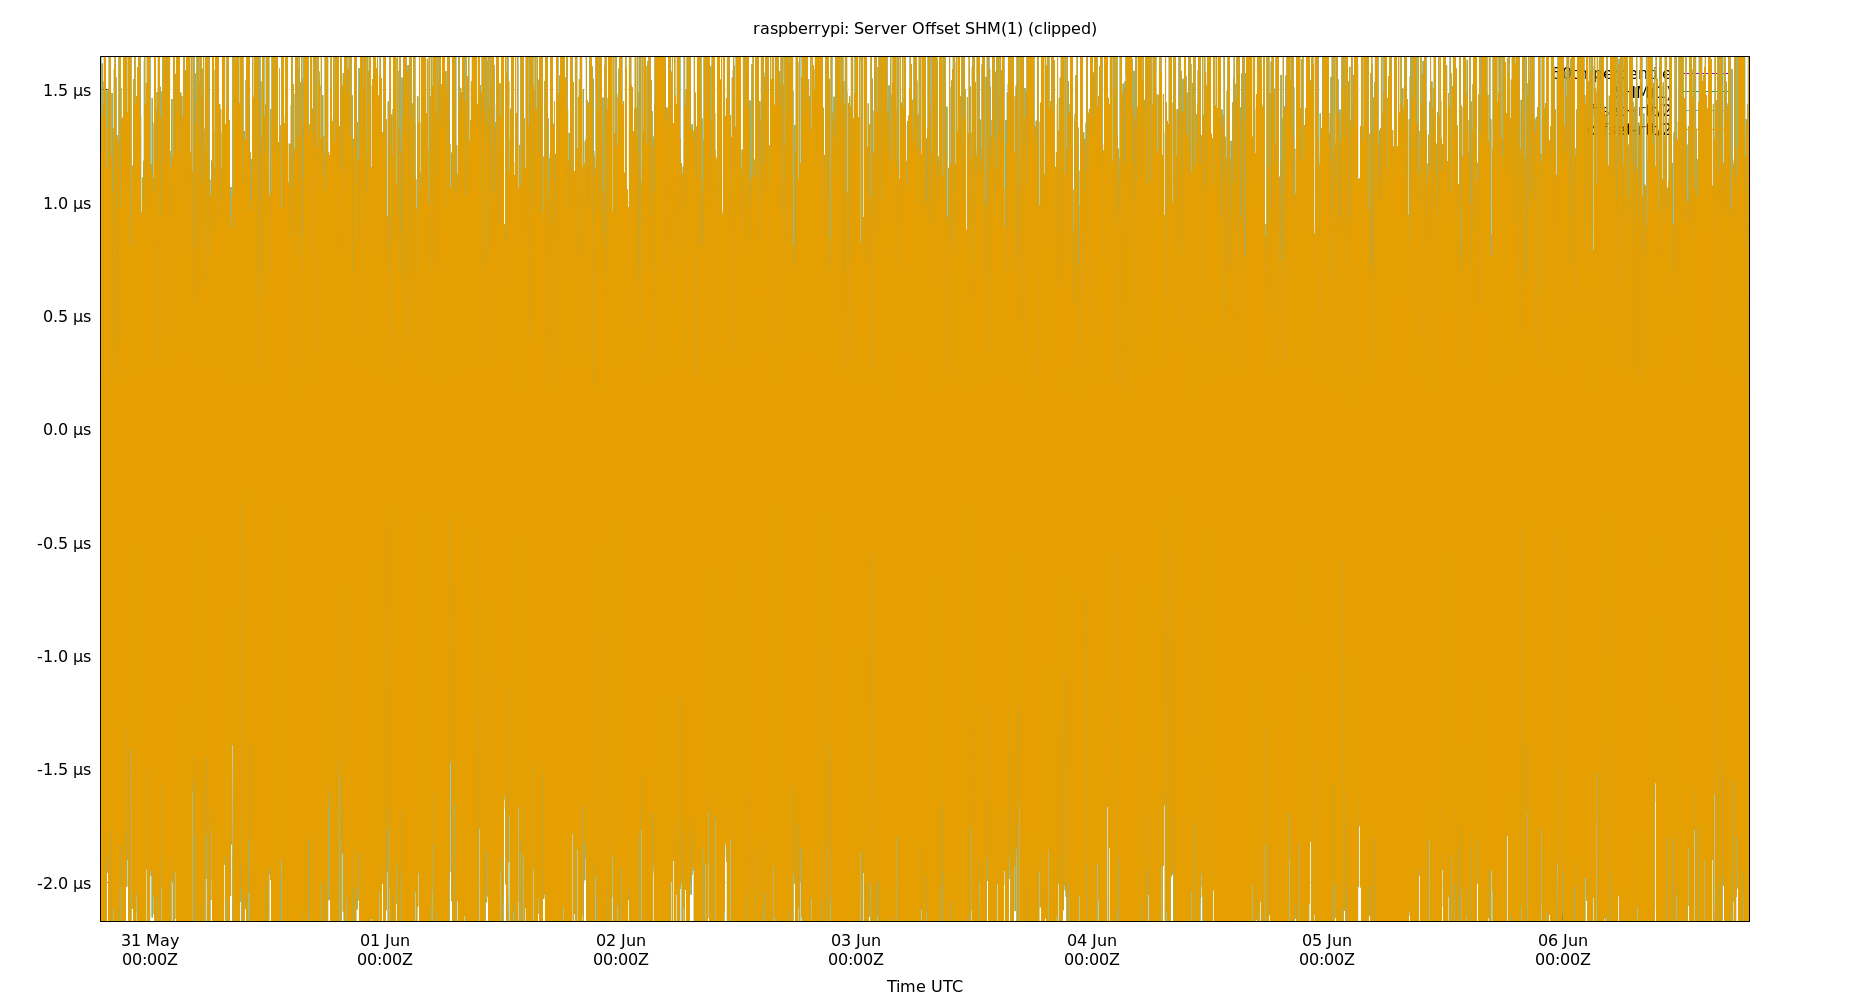 raspberrypi: Server Offset SHM(1) (clipped)
1.5 µs
1.0 µs
0.5 µs
0.0 µs
-0.5 µs
-1.0 µs
-1.5 µs
-2.0 µs
31 May
00:00Z
01 Jun
00:00Z
02 Jun
00:00Z
03 Jun
00:00Z
04 Jun
00:00Z
05 Jun
00:00Z
06 Jun
00:00Z
Time UTC